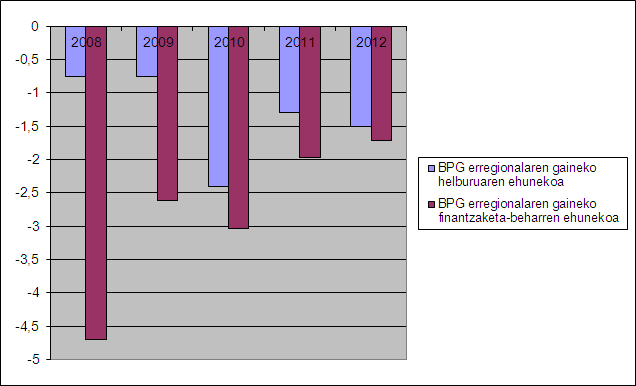 0
-0,5
-1
-1,5
-2
-2,5
-3
-3,5
-4
-4,5
-5
2008 2009 2010 2011 2012
BPG erregionalaren gaineko
helburuaren ehunekoa
BPG erregionalaren gaineko
finantzaketa-beharren ehunekoa